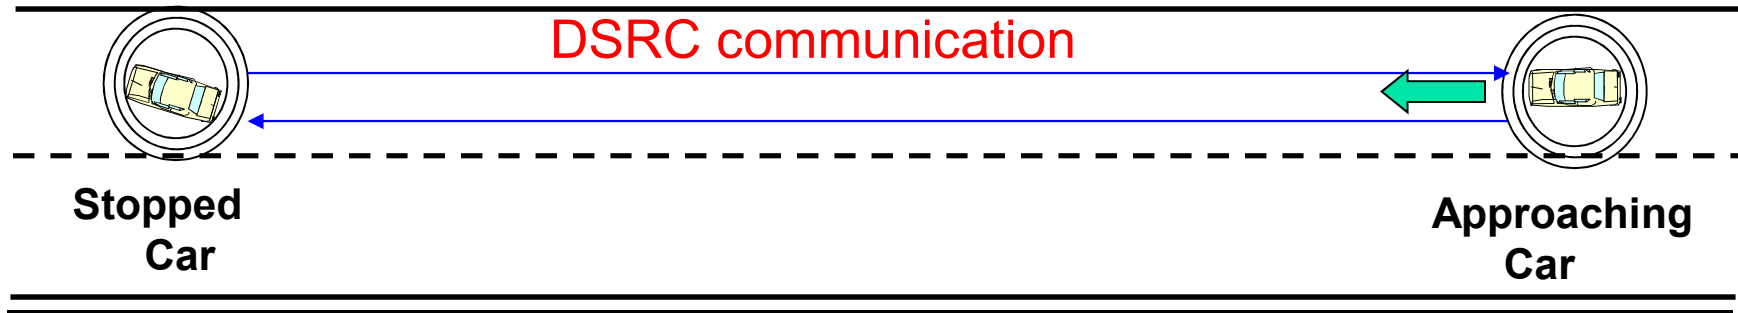 DSRC communication
Stopped
Car
Approaching
Car